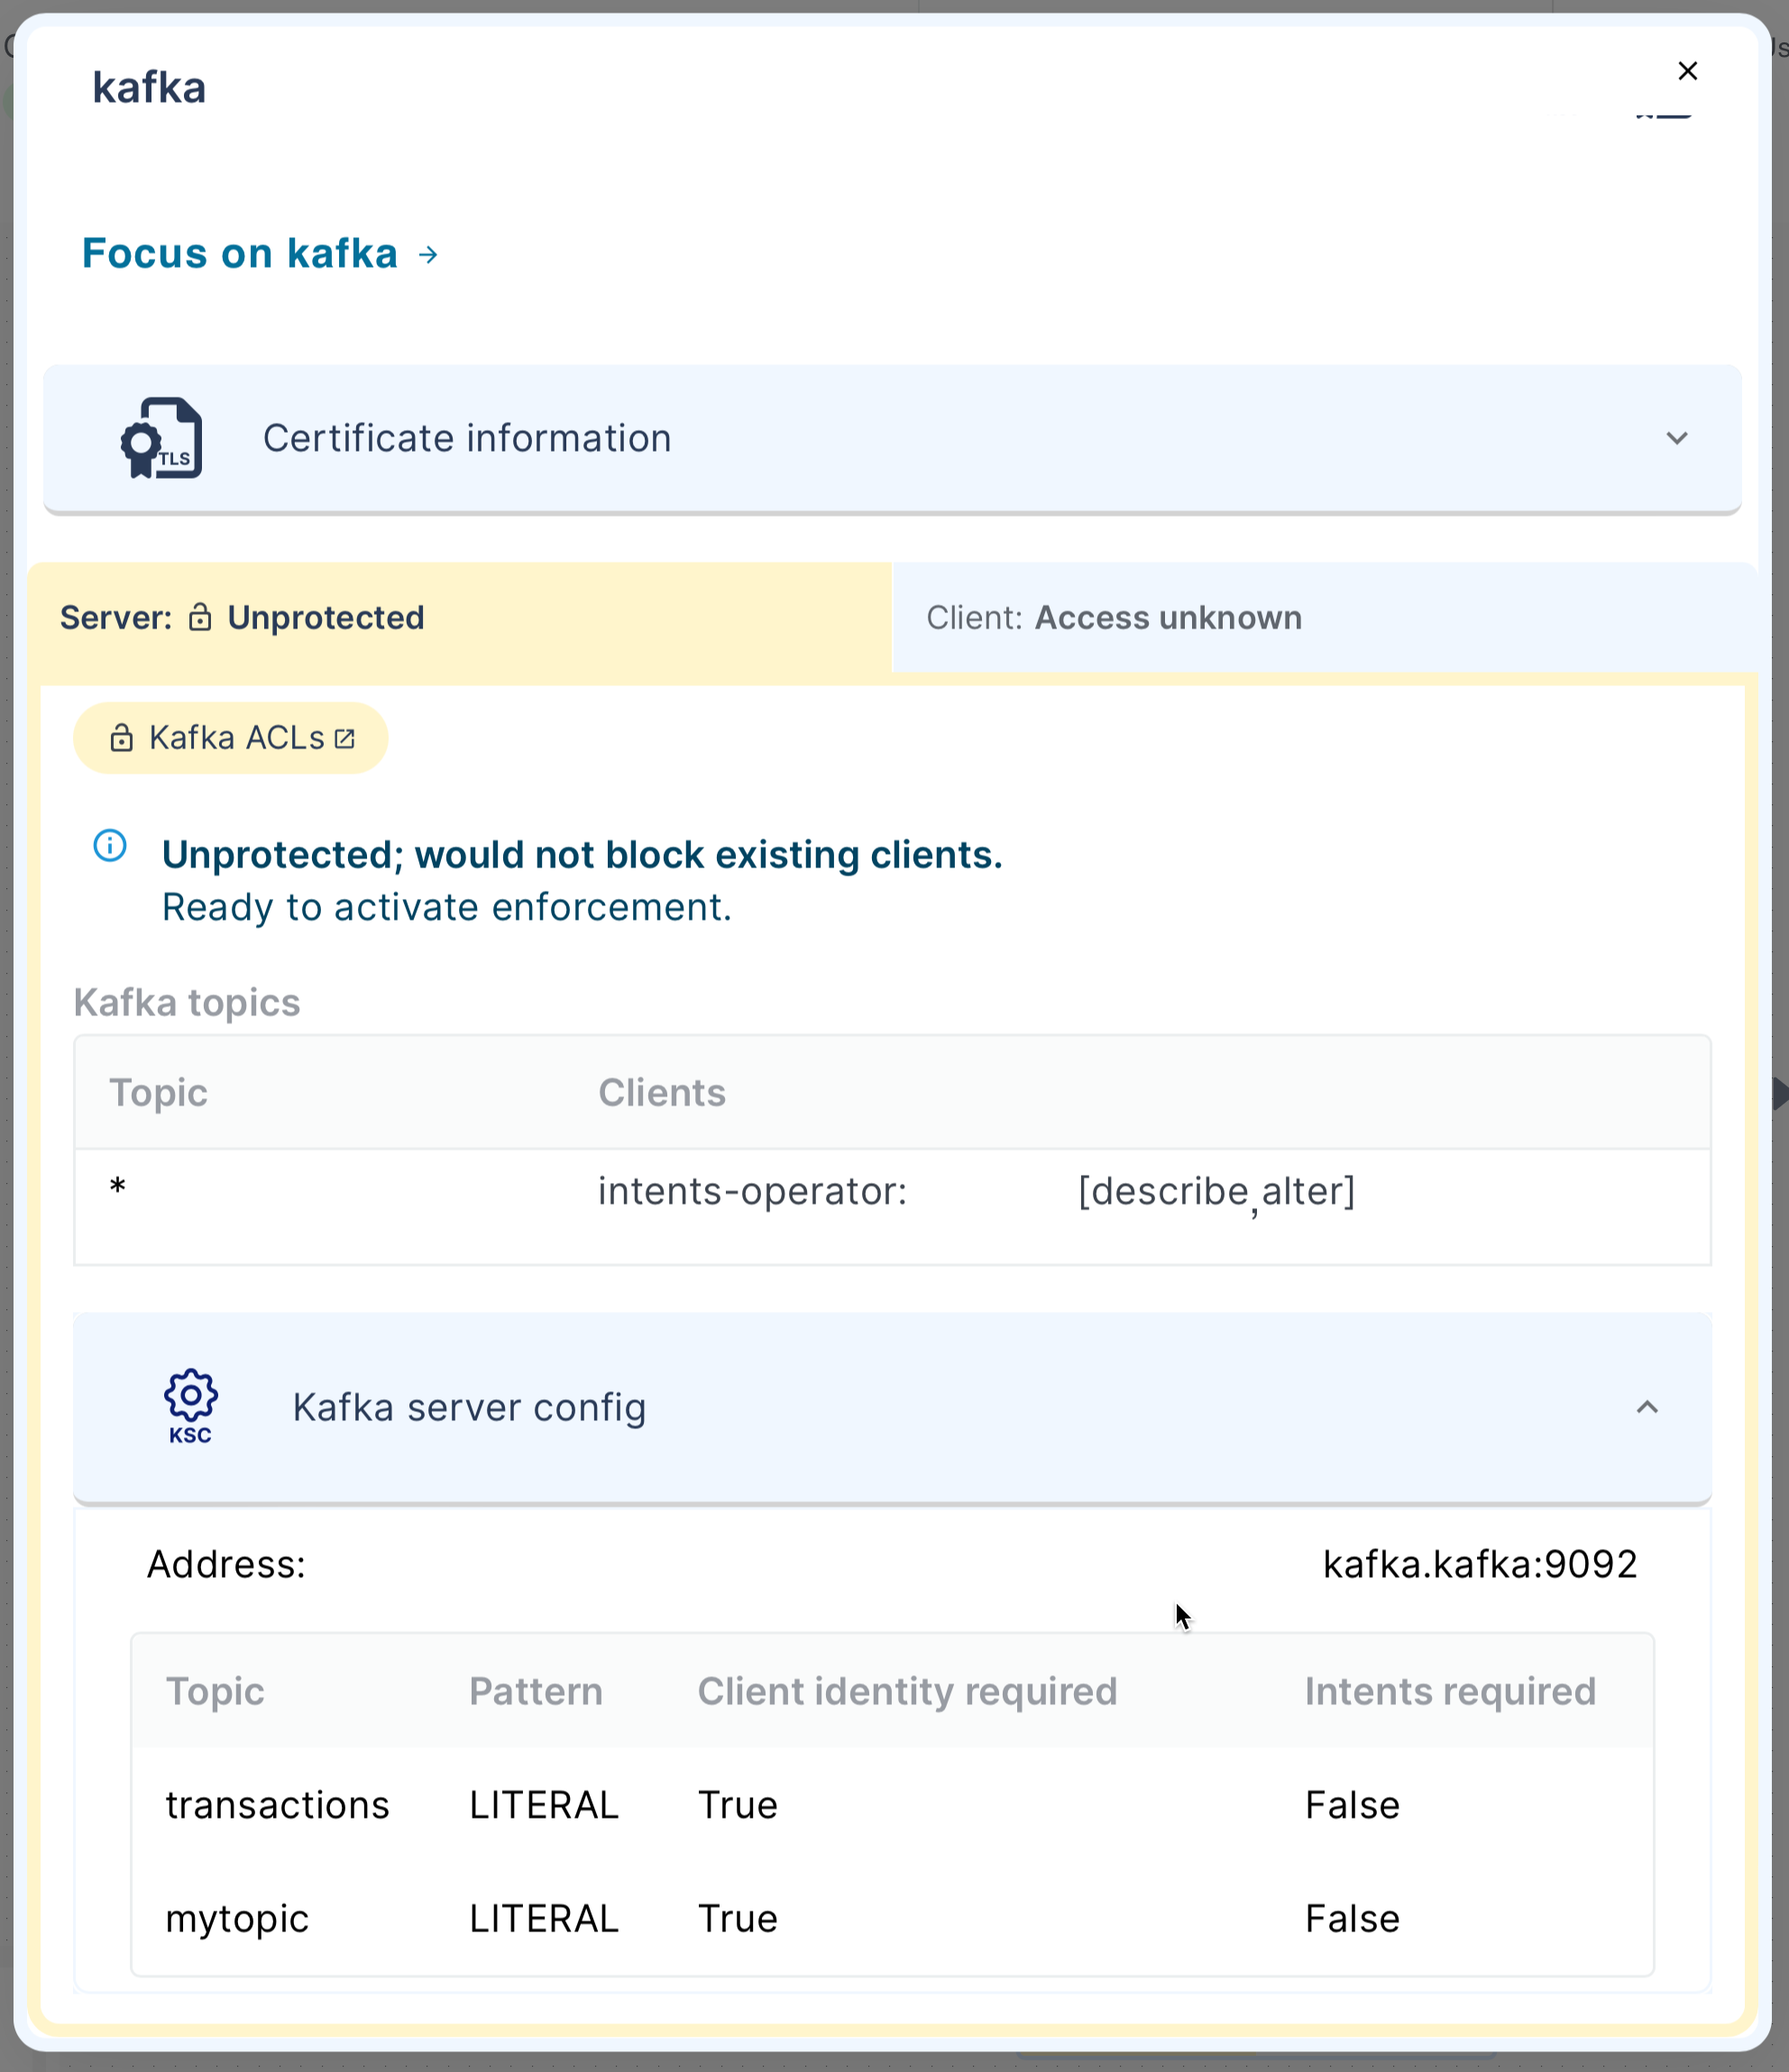 kafka
Focus on kafka
TLS
Certificate information
Server: Unprotected
Client: Access unknown
Kafka ACLs
Unprotected; would not block existing clients.
Ready to activate enforcement.
Kafka topics
Topic Clients
* intents-operator: [describe,alter]
KSC
Kafka server config
Address: kafka.kafka:9092
Topic Pattern Client identity required Intents required
transactions LITERAL True False
mytopic LITERAL True False